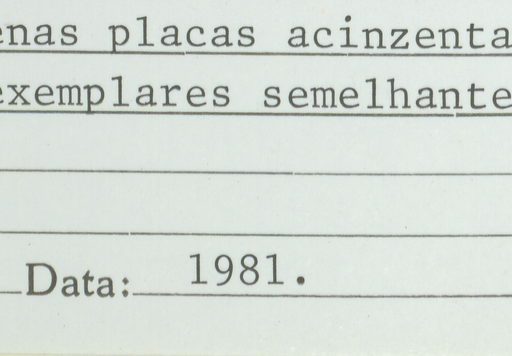 enas placas acinzenta
exemplares semelhante
Data: 1981.